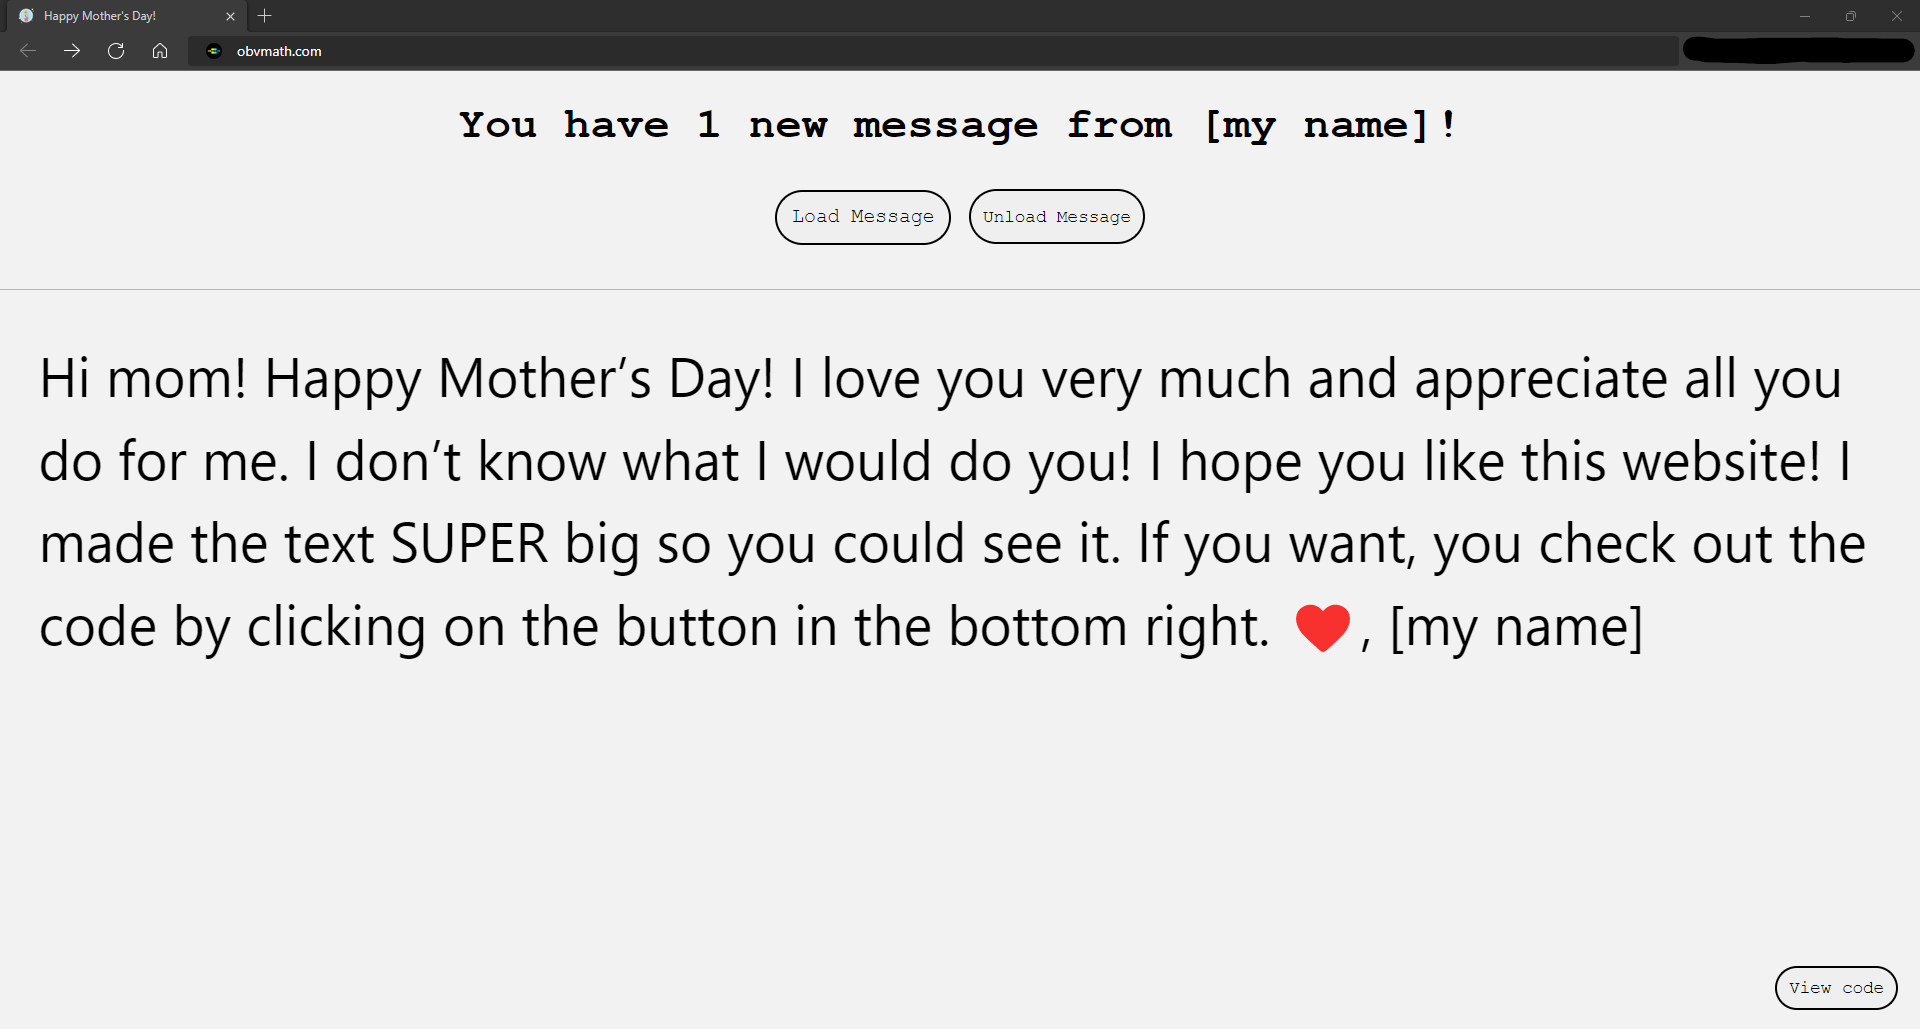 Happy Mother's Day!
obvmath.com
You have 1 new message from [my name]!
Load Message
Unload Message
Hi mom! Happy Mother’s Day! I love you very much and appreciate all you
do for me. I don’t know what I would do you! I hope you like this website! I
made the text SUPER big so you could see it. If you want, you check out the
code by clicking on the button in the bottom right. ❤️, [my name]
View code